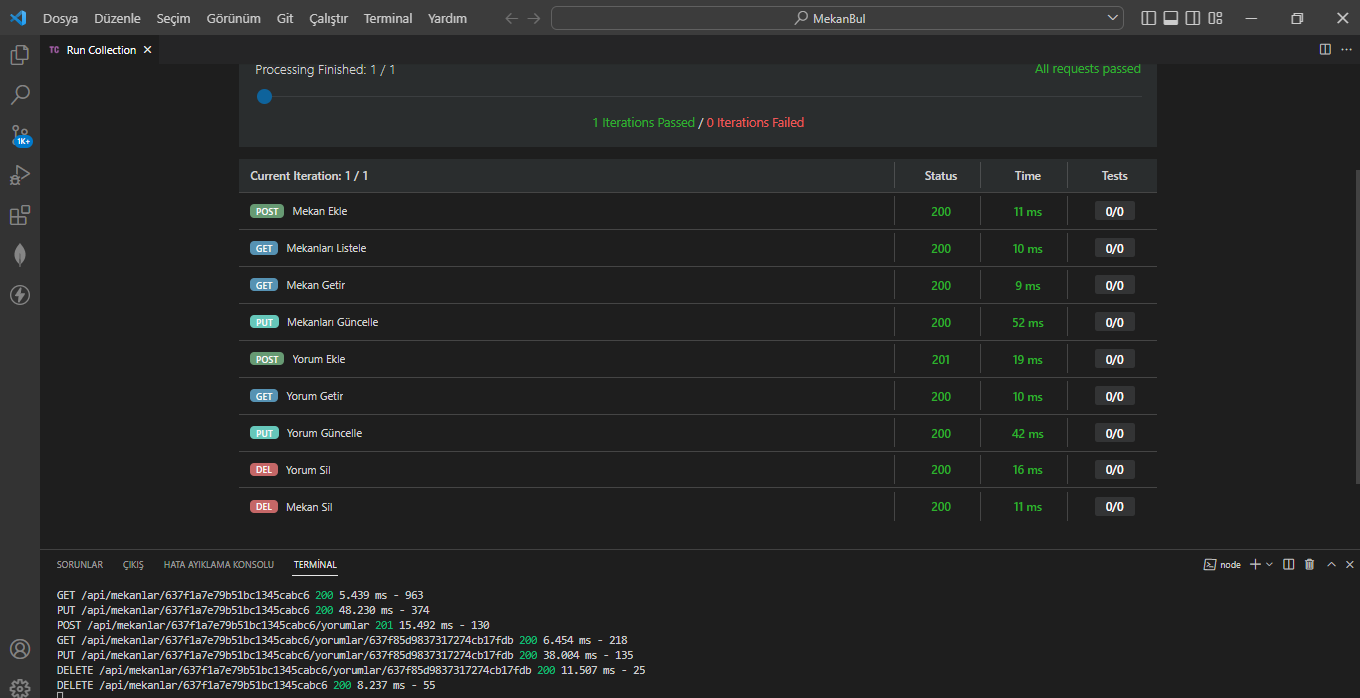 Dosya Düzenle Seçim Görünüm Git Çalıştır Terminal Yardım MekanBul
TC Run Collection
Processing Finished: 1 / 1 All requests passed
1 Iterations Passed / 0 Iterations Failed
Current Iteration: 1 / 1 Status Time Tests
POST Mekan Ekle 200 11 ms 0/0
GET Mekanları Listele 200 10 ms 0/0
GET Mekan Getir 200 9 ms 0/0
PUT Mekanları Güncelle 200 52 ms 0/0
POST Yorum Ekle 201 19 ms 0/0
GET Yorum Getir 200 10 ms 0/0
PUT Yorum Güncelle 200 42 ms 0/0
DEL Yorum Sil 200 16 ms 0/0
DEL Mekan Sil 200 11 ms 0/0
1K+
SORUNLAR ÇIKIŞ HATA AYIKLAMA KONSOLU TERMİNAL node
GET /api/mekanlar/637f1a7e79b51bc1345cabc6 200 5.439 ms - 963
PUT /api/mekanlar/637f1a7e79b51bc1345cabc6 200 48.230 ms - 374
POST /api/mekanlar/637f1a7e79b51bc1345cabc6/yorumlar 201 15.492 ms - 130
GET /api/mekanlar/637f1a7e79b51bc1345cabc6/yorumlar/637f85d9837317274cb17fdb 200 6.454 ms - 218
PUT /api/mekanlar/637f1a7e79b51bc1345cabc6/yorumlar/637f85d9837317274cb17fdb 200 38.004 ms - 135
DELETE /api/mekanlar/637f1a7e79b51bc1345cabc6/yorumlar/637f85d9837317274cb17fdb 200 11.507 ms - 25
DELETE /api/mekanlar/637f1a7e79b51bc1345cabc6 200 8.237 ms - 55